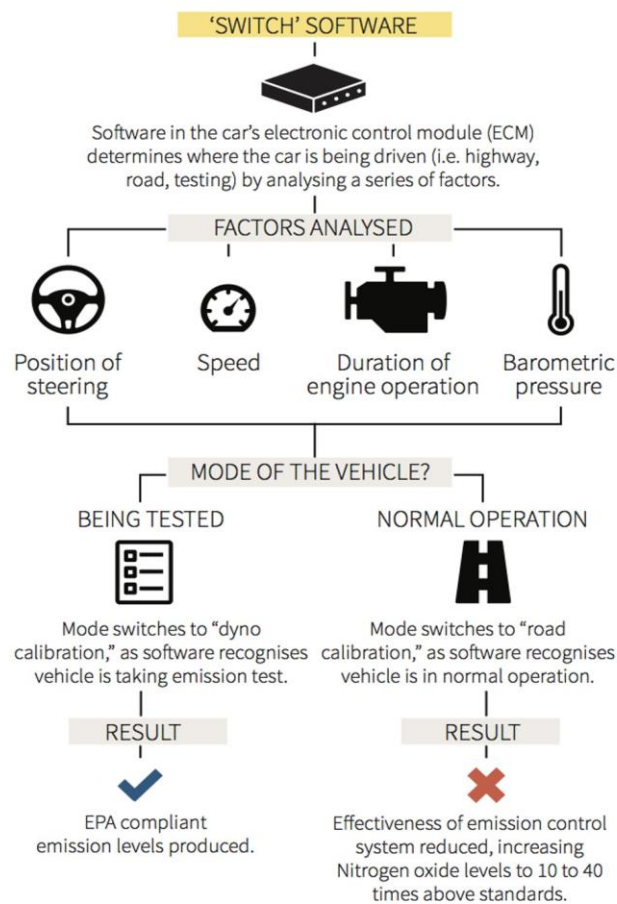 'SWITCH' SOFTWARE
Software in the car's electronic control module (ECM)
determines where the car is being driven (i.e. highway,
road, testing) by analysing a series of factors.
FACTORS ANALYSED
Position of
steering
Speed
Duration of
engine operation
Barometric
pressure
MODE OF THE VEHICLE?
BEING TESTED
Mode switches to “dyno
calibration,” as software recognises
vehicle is taking emission test.
RESULT
EPA compliant
emission levels produced.
NORMAL OPERATION
Mode switches to “road
calibration,” as software recognises
vehicle is in normal operation.
RESULT
Effectiveness of emission control
system reduced, increasing
Nitrogen oxide levels to 10 to 40
times above standards.